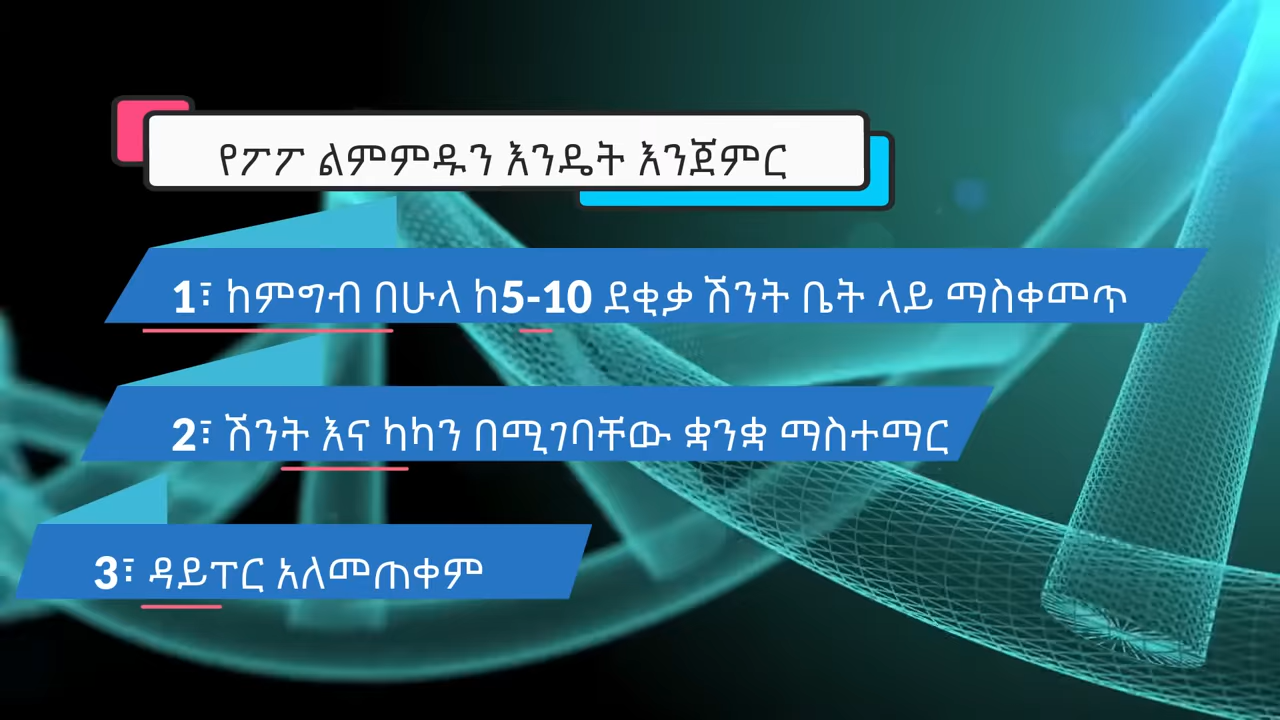 የፖፖ ልምምዱን እንዴት እንጀምር
1፣ ከምግብ በሁላ ከ5-10 ደቂቃ ሽንት ቤት ላይ ማስቀመጥ
2፣ ሽንት እና ካካን በሚገባቸው ቋንቋ ማስተማር
3፣ ዳይፐር አለመጠቀም